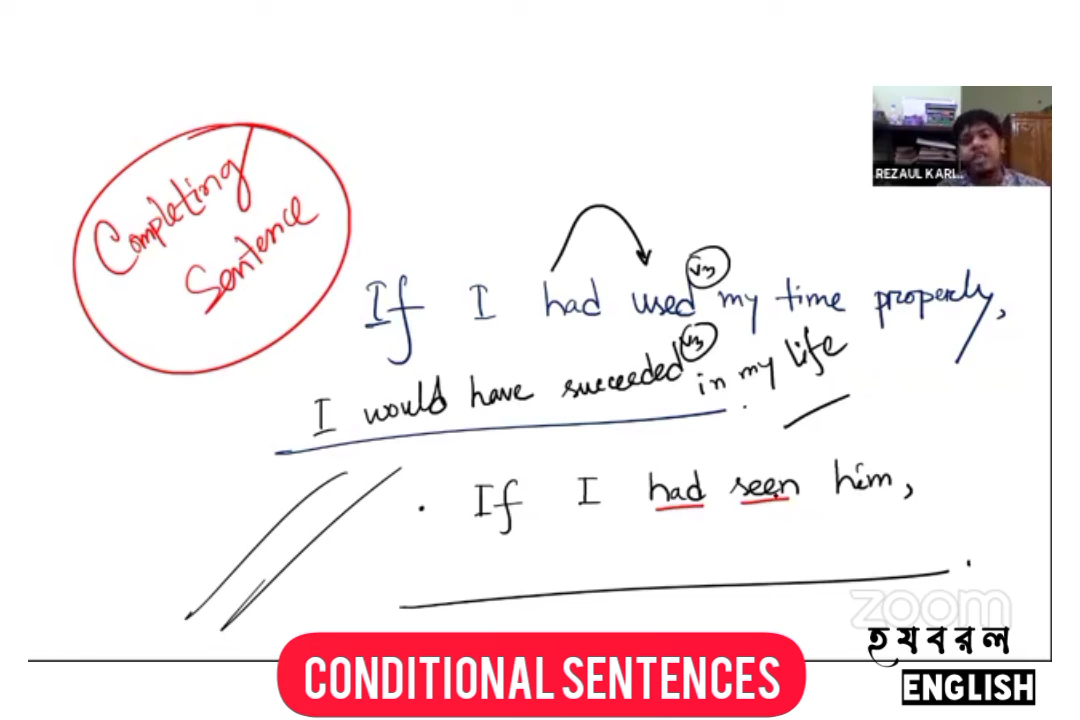 Completing
Sentence
REZAUL KARI...
If I had used v3 my time properly,
I would have succeeded v3 in my life.
. If I had seen him,
zoom
হযবরল
ENGLISH
CONDITIONAL SENTENCES